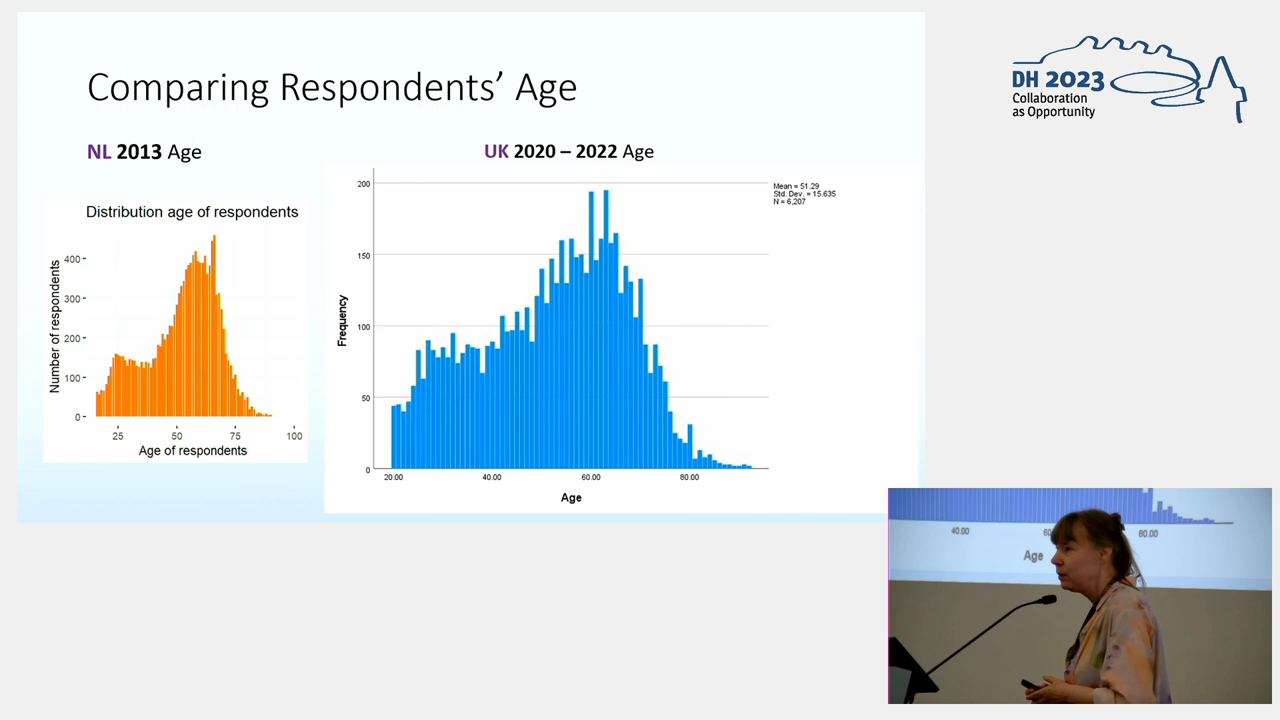 Comparing Respondents' Age
NL 2013 Age
UK 2020 – 2022 Age
Distribution age of respondents
Number of respondents
400
300
200
100
0
25
50
75
100
Age of respondents
Frequency
200
150
100
50
0
20.00
40.00
60.00
80.00
Age
Mean = 51.29
Std. Dev. = 15.635
N = 6,207
DH 2023
Collaboration
as Opportunity
40.00
80.00
Age